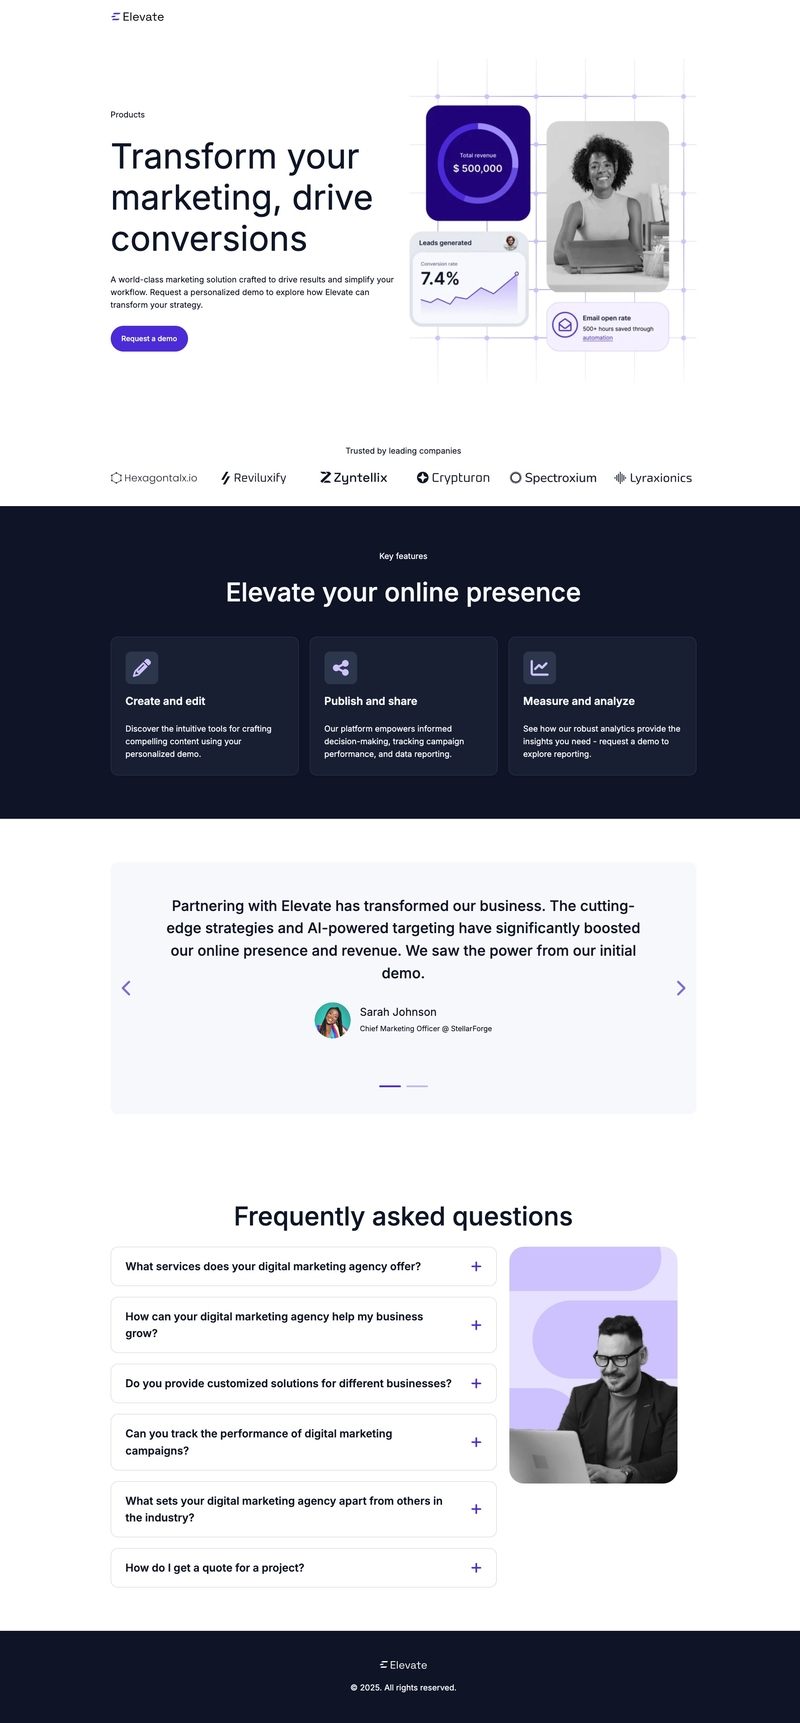 Elevate
Products
Transform your
marketing, drive
conversions
A world-class marketing solution crafted to drive results and simplify your
workflow. Request a personalized demo to explore how Elevate can
transform your strategy.
Request a demo
Total revenue
$ 500,000
Leads generated
Conversion rate
7.4%
Email open rate
500+ hours saved through
automation
Trusted by leading companies
Hexagontalx.io
Reviluxify
Zyntellix
Crypturon
Spectroxium
Lyraxionics
Key features
Elevate your online presence
Create and edit
Discover the intuitive tools for crafting
compelling content using your
personalized demo.
Publish and share
Our platform empowers informed
decision-making, tracking campaign
performance, and data reporting.
Measure and analyze
See how our robust analytics provide the
insights you need - request a demo to
explore reporting.
Partnering with Elevate has transformed our business. The cutting-
edge strategies and AI-powered targeting have significantly boosted
our online presence and revenue. We saw the power from our initial
demo.
Sarah Johnson
Chief Marketing Officer @ StellarForge
Frequently asked questions
What services does your digital marketing agency offer?
How can your digital marketing agency help my business
grow?
Do you provide customized solutions for different businesses?
Can you track the performance of digital marketing
campaigns?
What sets your digital marketing agency apart from others in
the industry?
How do I get a quote for a project?
Elevate
© 2025. All rights reserved.